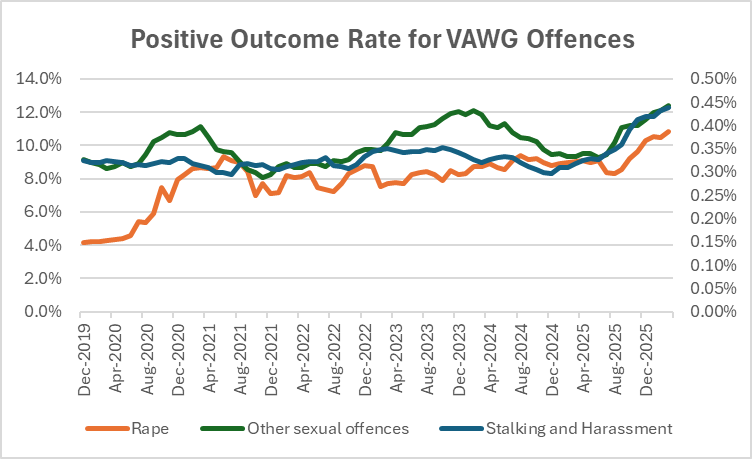 Positive Outcome Rate for VAWG Offences
14.0%
12.0%
10.0%
8.0%
6.0%
4.0%
2.0%
0.0%
0.50%
0.45%
0.40%
0.35%
0.30%
0.25%
0.20%
0.15%
0.10%
0.05%
0.00%
Dec-2019
Apr-2020
Aug-2020
Dec-2020
Apr-2021
Aug-2021
Dec-2021
Apr-2022
Aug-2022
Dec-2022
Apr-2023
Aug-2023
Dec-2023
Apr-2024
Aug-2024
Dec-2024
Apr-2025
Aug-2025
Dec-2025
Rape
Other sexual offences
Stalking and Harassment